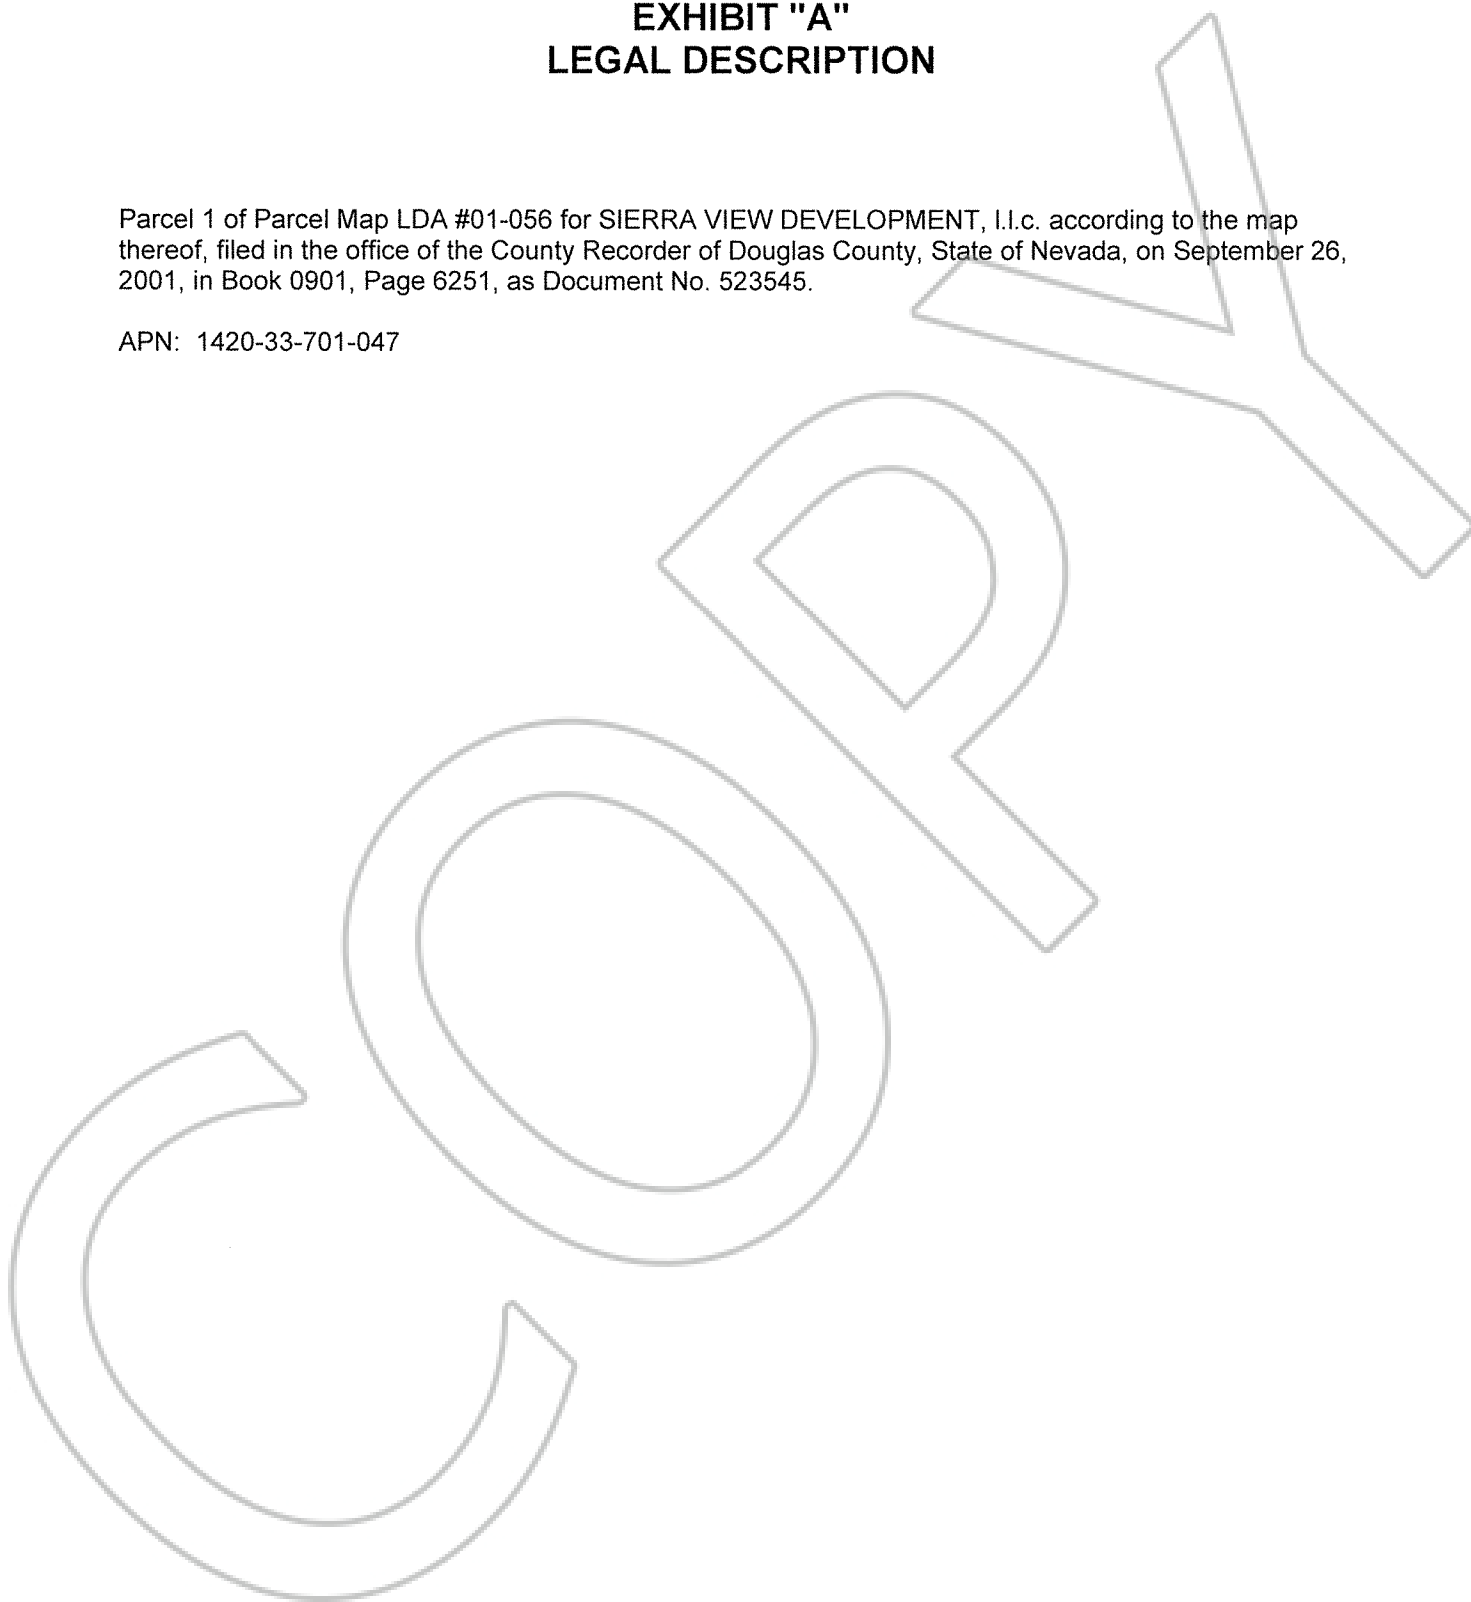 EXHIBIT "A"
LEGAL DESCRIPTION
Parcel 1 of Parcel Map LDA #01-056 for SIERRA VIEW DEVELOPMENT, l.l.c. according to the map
thereof, filed in the office of the County Recorder of Douglas County, State of Nevada, on September 26,
2001, in Book 0901, Page 6251, as Document No. 523545.
APN: 1420-33-701-047
COPY